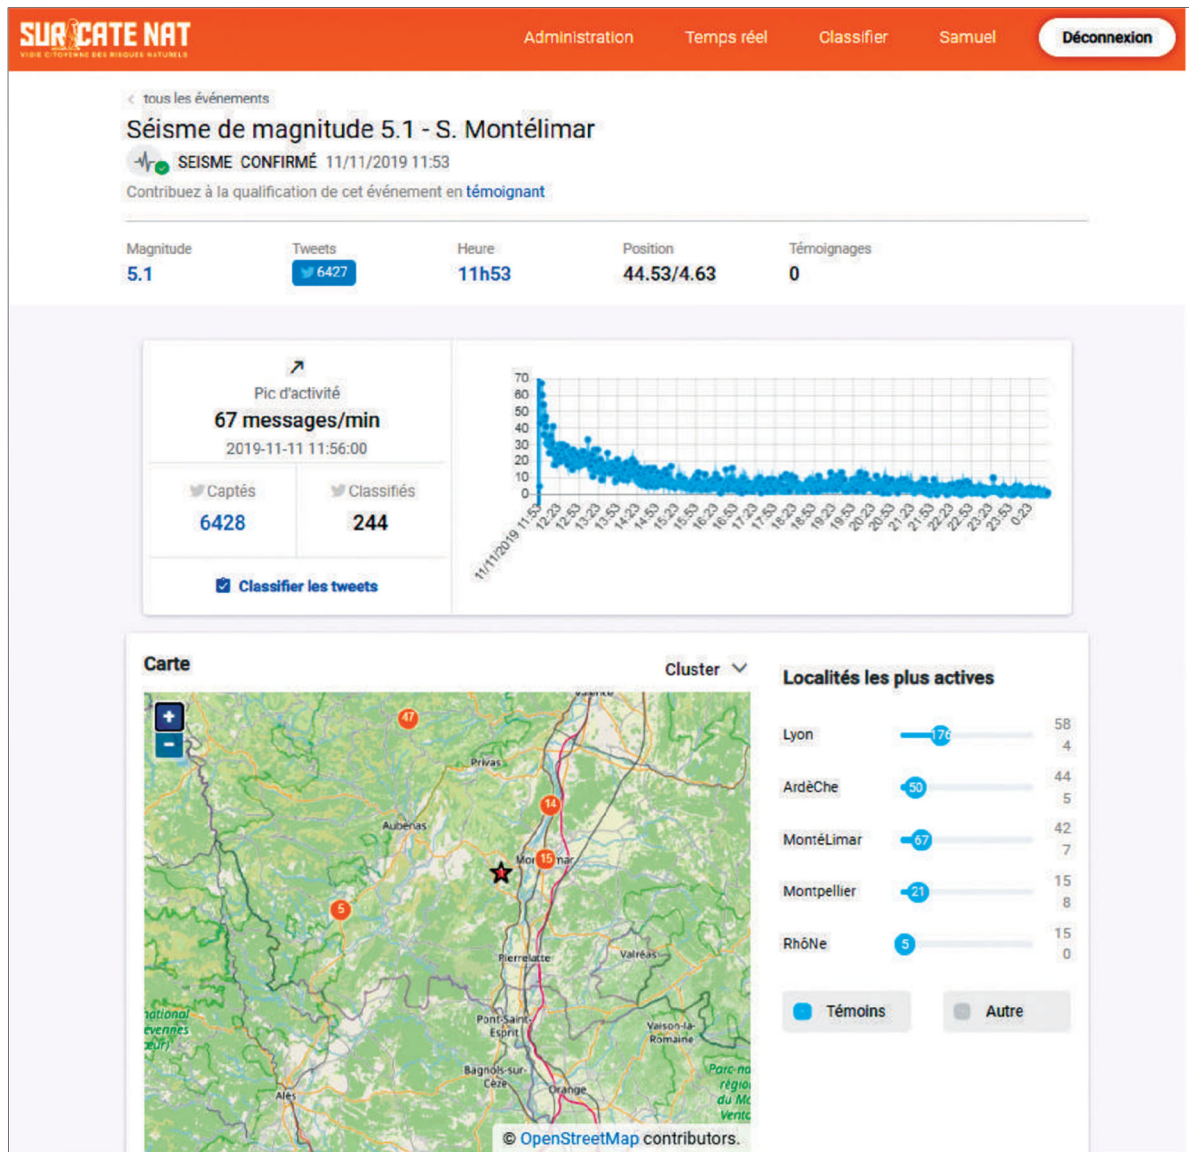 SURICATE NAT
VIGIE CITOYENNE DES RISQUES NATURELS
Administration Temps réel Classifier Samuel Déconnexion
< tous les événements
Séisme de magnitude 5.1 - S. Montélimar
SEISME CONFIRMÉ 11/11/2019 11:53
Contribuez à la qualification de cet événement en témoignant
Magnitude Tweets Heure Position Témoignages
5.1 6427 11h53 44.53/4.63 0
Pic d'activité
67 messages/min
2019-11-11 11:56:00
Captés Classifiés
6428 244
Classifier les tweets
70
60
50
40
30
20
10
0
11/11/2019 11:53 12:23 12:53 13:23 13:53 14:23 14:53 15:23 15:53 16:23 16:53 17:23 17:53 18:23 18:53 19:23 19:53 20:23 20:53 21:23 21:53 22:23 22:53 23:23 23:53 0:23
Carte
Cluster
+
-
Valence
47
Privas
14
Aubenas
15
5
Pierrelatte
Valréas
Pont-Saint-
Esprit
Vaison-la-
Romaine
national
Bagnols-sur-
Cèze
Orange
Alès
© OpenStreetMap contributors.
Localités les plus actives
Lyon 176 58
4
ArdèChe 50 44
5
MontéLimar 67 42
7
Montpellier 21 15
8
RhôNe 5 15
0
Témoins Autre